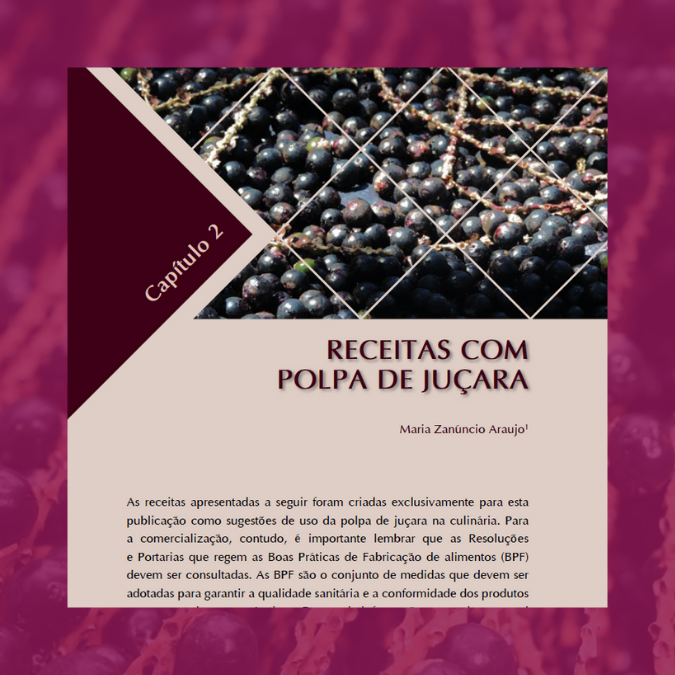 Capítulo 2
RECEITAS COM
POLPA DE JUÇARA
Maria Zanúncio Araujo¹
As receitas apresentadas a seguir foram criadas exclusivamente para esta
publicação como sugestões de uso da polpa de juçara na culinária. Para
a comercialização, contudo, é importante lembrar que as Resoluções
e Portarias que regem as Boas Práticas de Fabricação de alimentos (BPF)
devem ser consultadas. As BPF são o conjunto de medidas que devem ser
adotadas para garantir a qualidade sanitária e a conformidade dos produtos